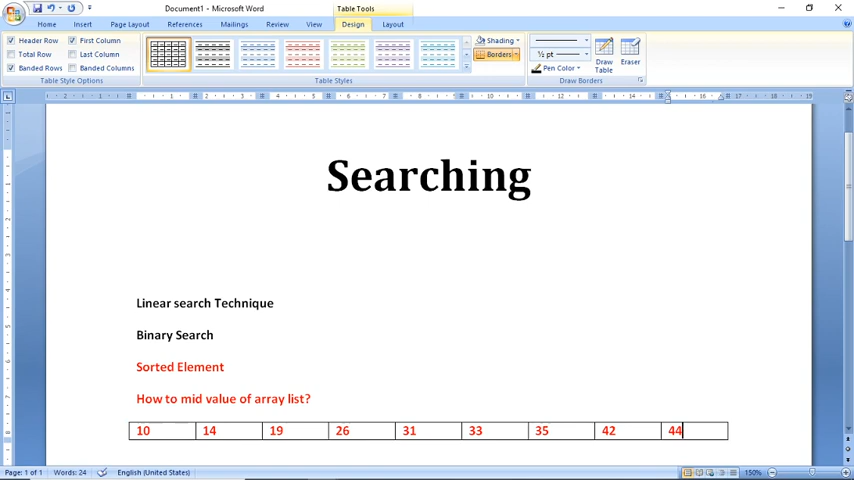 Document1 - Microsoft Word
Table Tools
Home Insert Page Layout References Mailings Review View Design Layout
Header Row First Column
Total Row Last Column
Banded Rows Banded Columns
Table Style Options
Table Styles
Shading
Borders
½ pt
Pen Color
Draw Table
Eraser
Draw Borders
Searching
Linear search Technique
Binary Search
Sorted Element
How to mid value of array list?
10 14 19 26 31 33 35 42 44
Page: 1 of 1 Words: 24 English (United States) 150%